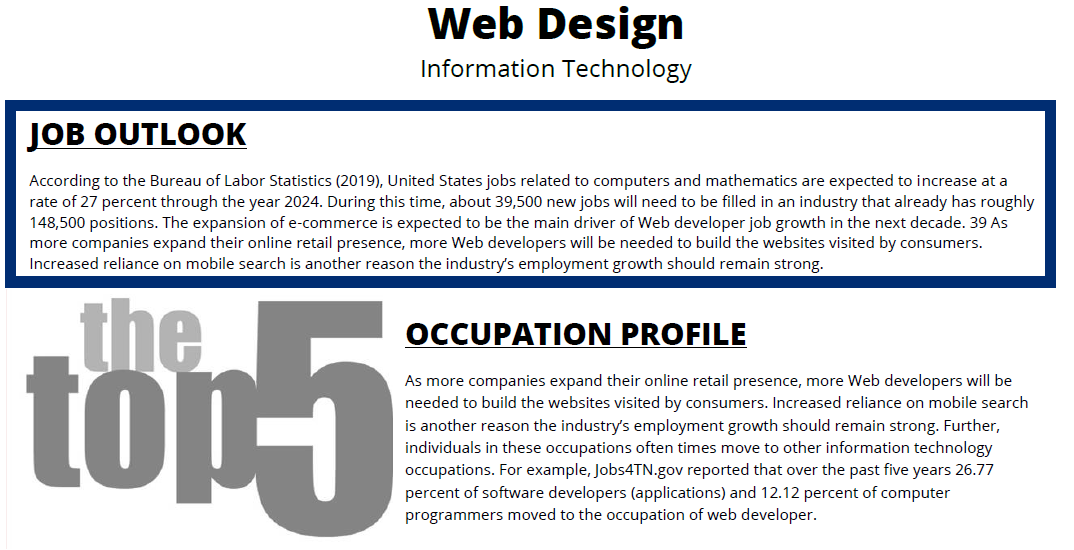 Web Design
Information Technology
JOB OUTLOOK
According to the Bureau of Labor Statistics (2019), United States jobs related to computers and mathematics are expected to increase at a
rate of 27 percent through the year 2024. During this time, about 39,500 new jobs will need to be filled in an industry that already has roughly
148,500 positions. The expansion of e-commerce is expected to be the main driver of Web developer job growth in the next decade. 39 As
more companies expand their online retail presence, more Web developers will be needed to build the websites visited by consumers.
Increased reliance on mobile search is another reason the industry’s employment growth should remain strong.
the
top5
OCCUPATION PROFILE
As more companies expand their online retail presence, more Web developers will be
needed to build the websites visited by consumers. Increased reliance on mobile search
is another reason the industry’s employment growth should remain strong. Further,
individuals in these occupations often times move to other information technology
occupations. For example, Jobs4TN.gov reported that over the past five years 26.77
percent of software developers (applications) and 12.12 percent of computer
programmers moved to the occupation of web developer.